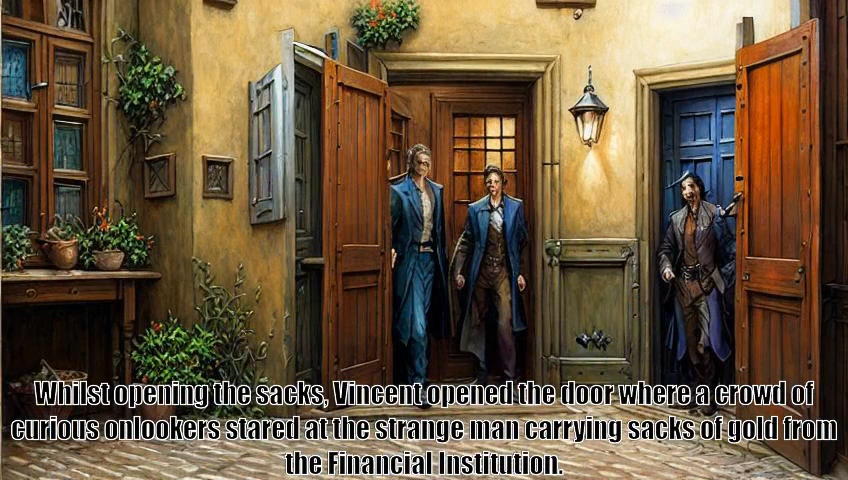 Whilst opening the sacks, Vincent opened the door where a crowd of
curious onlookers stared at the strange man carrying sacks of gold from
the Financial Institution.